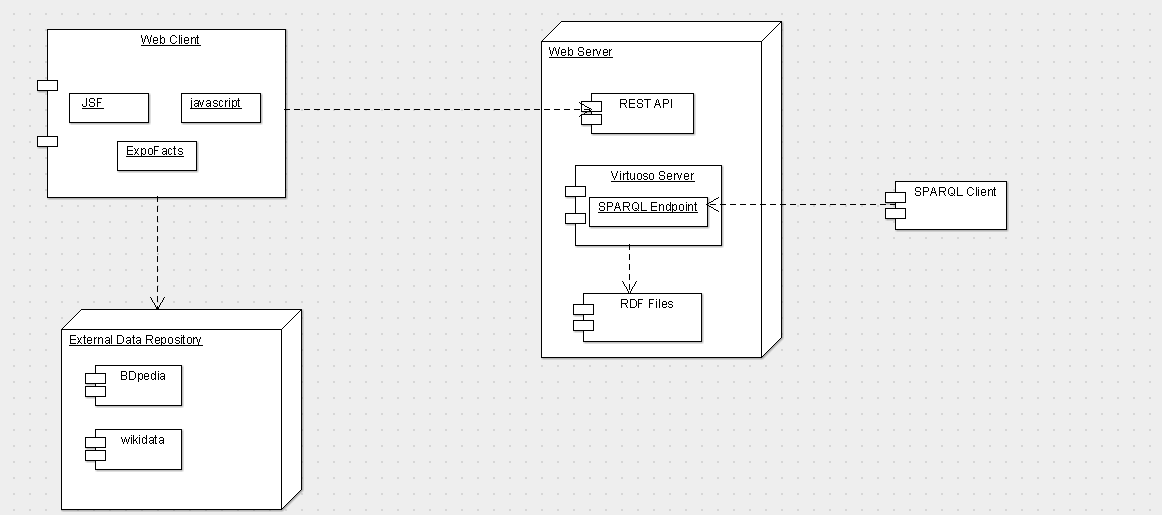 Web Client
JSF
javascript
ExpoFacts
Web Server
REST API
Virtuoso Server
SPARQL Endpoint
RDF Files
SPARQL Client
External Data Repository
BDpedia
wikidata